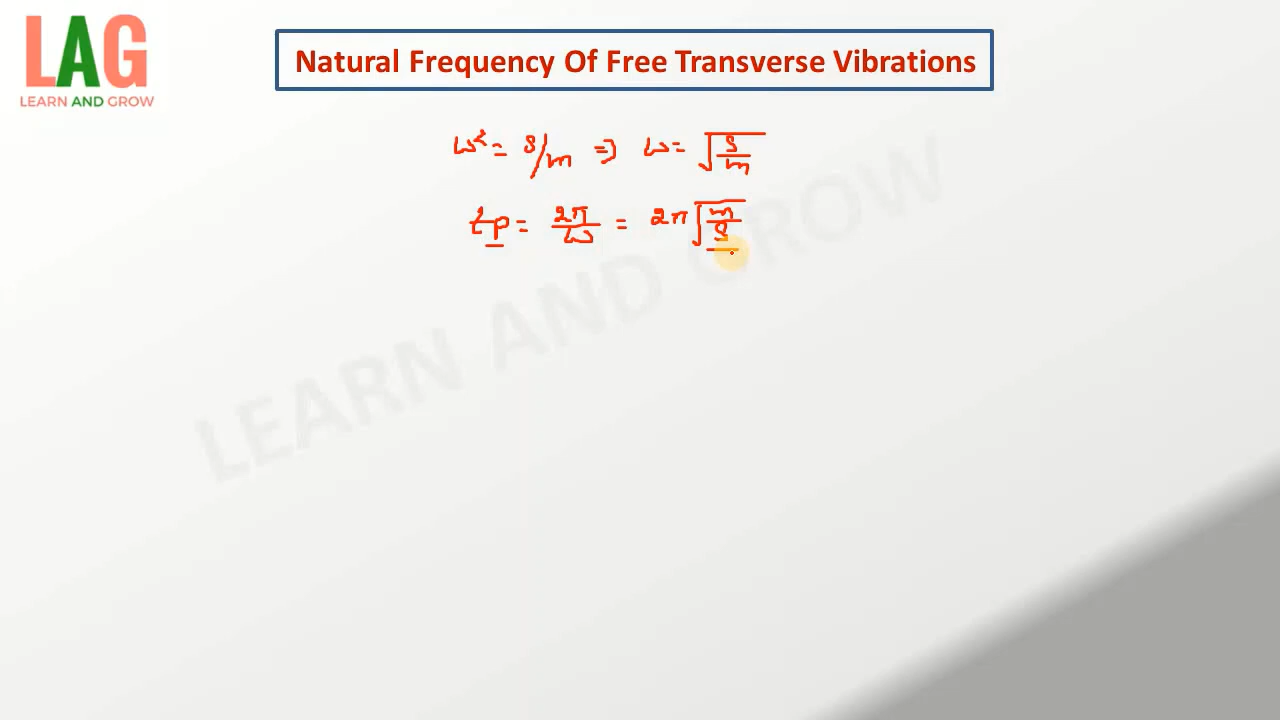 LAG
LEARN AND GROW
Natural Frequency Of Free Transverse Vibrations
ω² = s/m ⇒ ω = √(s/m)
tp = 2π/ω = 2π√(m/s)
LEARN AND GROW